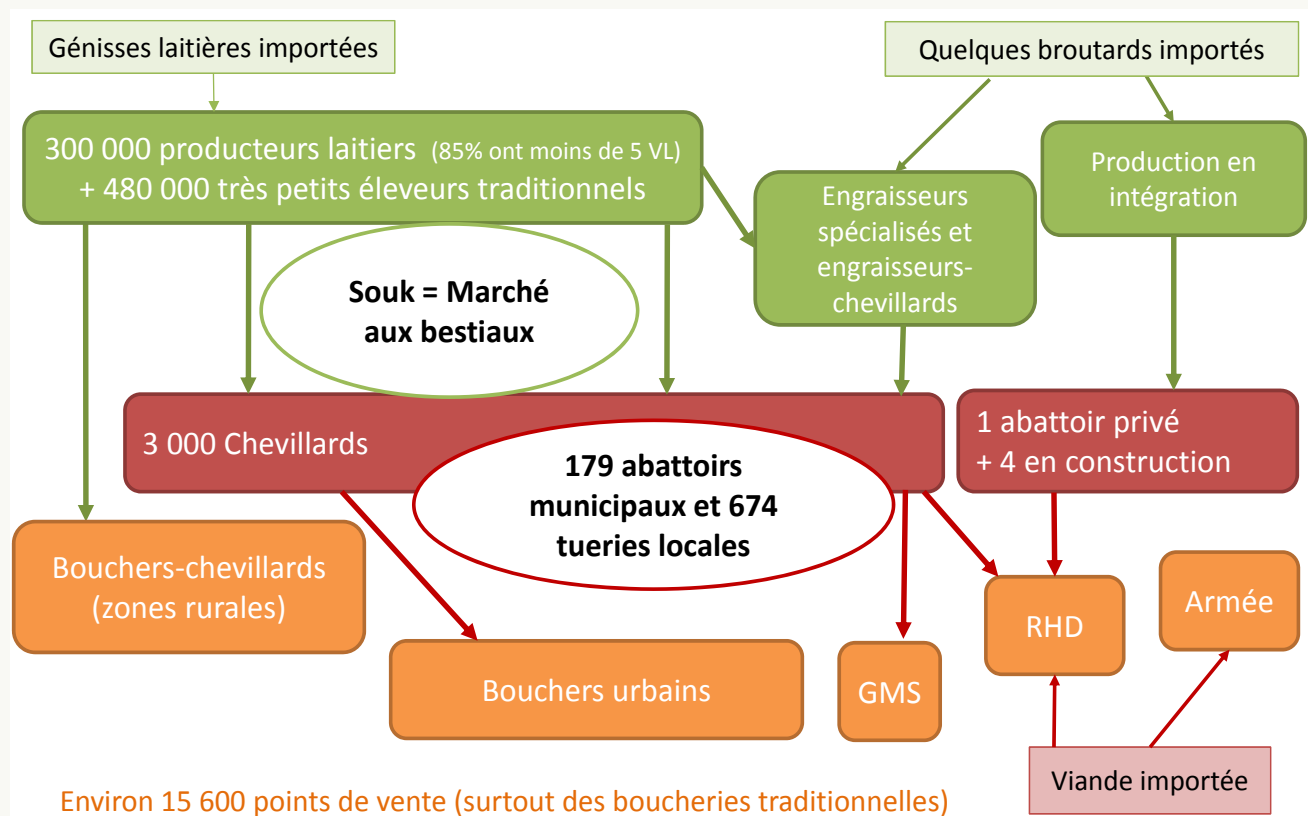 Génisses laitières importées
Quelques broutards importés
300 000 producteurs laitiers (85% ont moins de 5 VL)
+ 480 000 très petits éleveurs traditionnels
Engraisseurs
spécialisés et
engraisseurs-
chevillards
Production en
intégration
Souk = Marché
aux bestiaux
3 000 Chevillards
179 abattoirs
municipaux et 674
tueries locales
1 abattoir privé
+ 4 en construction
Bouchers-chevillards
(zones rurales)
Bouchers urbains
GMS
RHD
Armée
Viande importée
Environ 15 600 points de vente (surtout des boucheries traditionnelles)